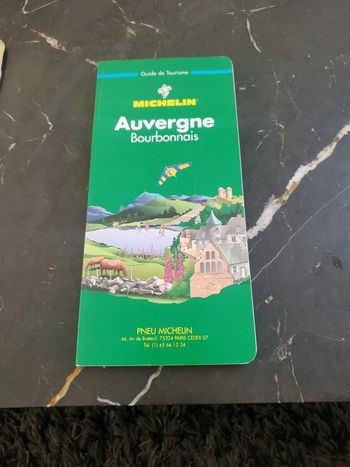 Guide de Tourisme
MICHELIN
Auvergne
Bourbonnais
PNEU MICHELIN
46, Av de Breteuil, 75324 PARIS CEDEX 07
Tél. (1) 45 66 12 34